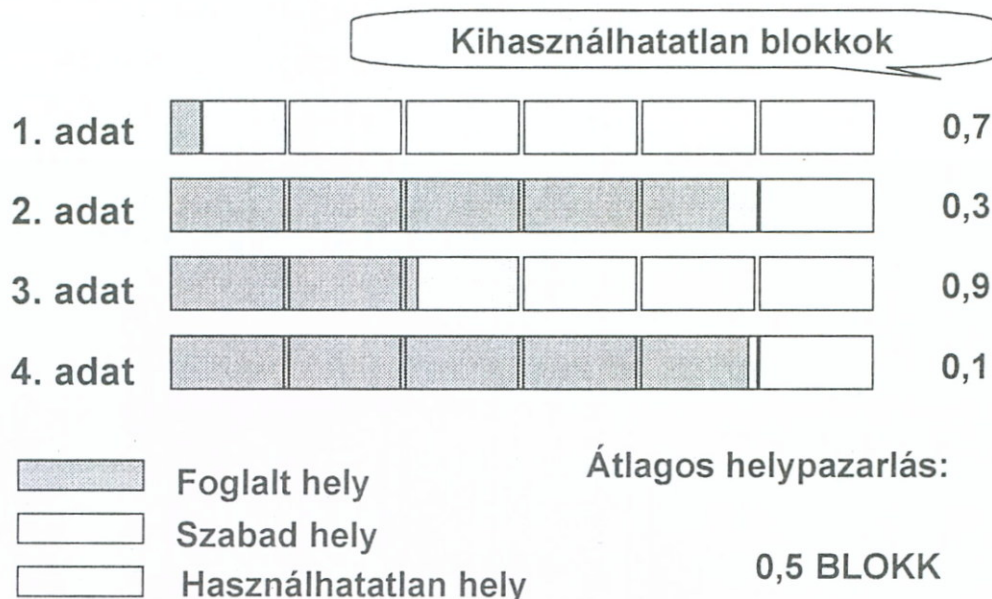 Kihasználhatatlan blokkok
1. adat 0,7
2. adat 0,3
3. adat 0,9
4. adat 0,1
Foglalt hely
Szabad hely
Használhatatlan hely
Átlagos helypazarlás:
0,5 BLOKK